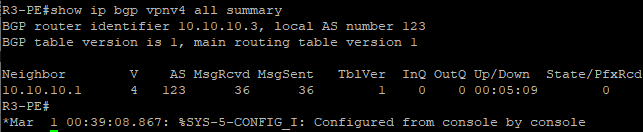 R3-PE#show ip bgp vpnv4 all summary
BGP router identifier 10.10.10.3, local AS number 123
BGP table version is 1, main routing table version 1

Neighbor        V    AS MsgRcvd MsgSent   TblVer  InQ OutQ Up/Down  State/PfxRcd
10.10.10.1      4   123      36      36        1    0    0 00:05:09        0
R3-PE#
*Mar  1 00:39:08.867: %SYS-5-CONFIG_I: Configured from console by console